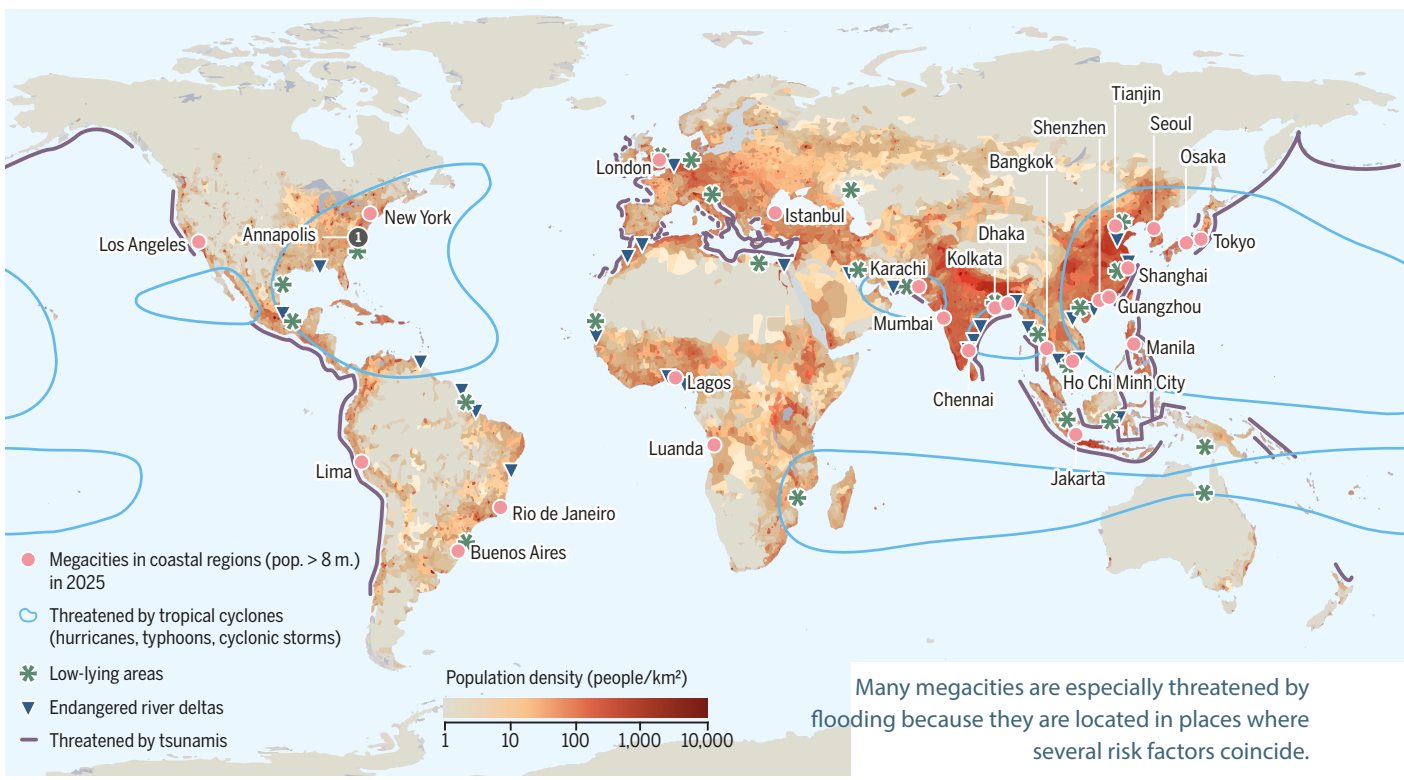 Tianjin
Shenzhen
Seoul
Bangkok
Osaka
London
Istanbul
New York
Annapolis
1
Los Angeles
Dhaka
Kolkata
Tokyo
Karachi
Shanghai
Guangzhou
Mumbai
Manila
Lagos
Ho Chi Minh City
Chennai
Luanda
Lima
Jakarta
Rio de Janeiro
Buenos Aires
Megacities in coastal regions (pop. > 8 m.)
in 2025
Threatened by tropical cyclones
(hurricanes, typhoons, cyclonic storms)
Low-lying areas
Endangered river deltas
Threatened by tsunamis
Population density (people/km²)
1 10 100 1,000 10,000
Many megacities are especially threatened by
flooding because they are located in places where
several risk factors coincide.